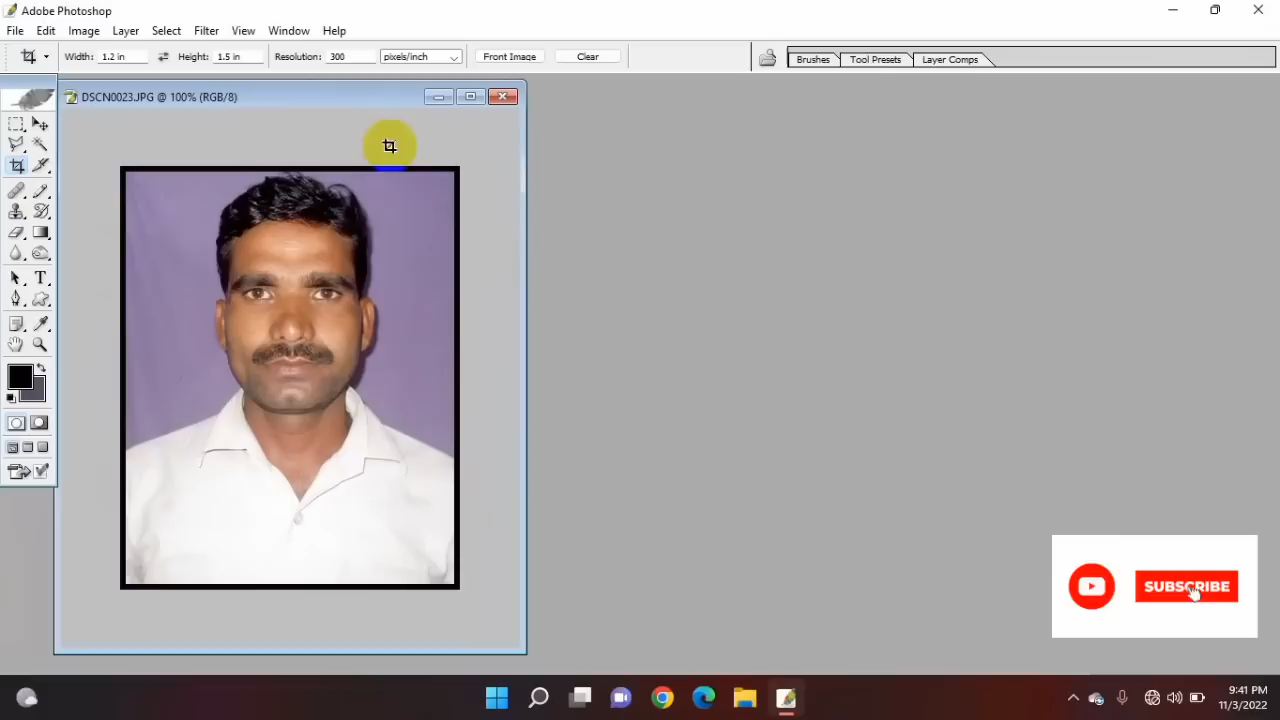 Adobe Photoshop
File Edit Image Layer Select Filter View Window Help
Width: 1.2 in Height: 1.5 in Resolution: 300 pixels/inch Front Image Clear Brushes Tool Presets Layer Comps
DSCN0023.JPG @ 100% (RGB/8)
T
SUBSCRIBE
9:41 PM
11/3/2022